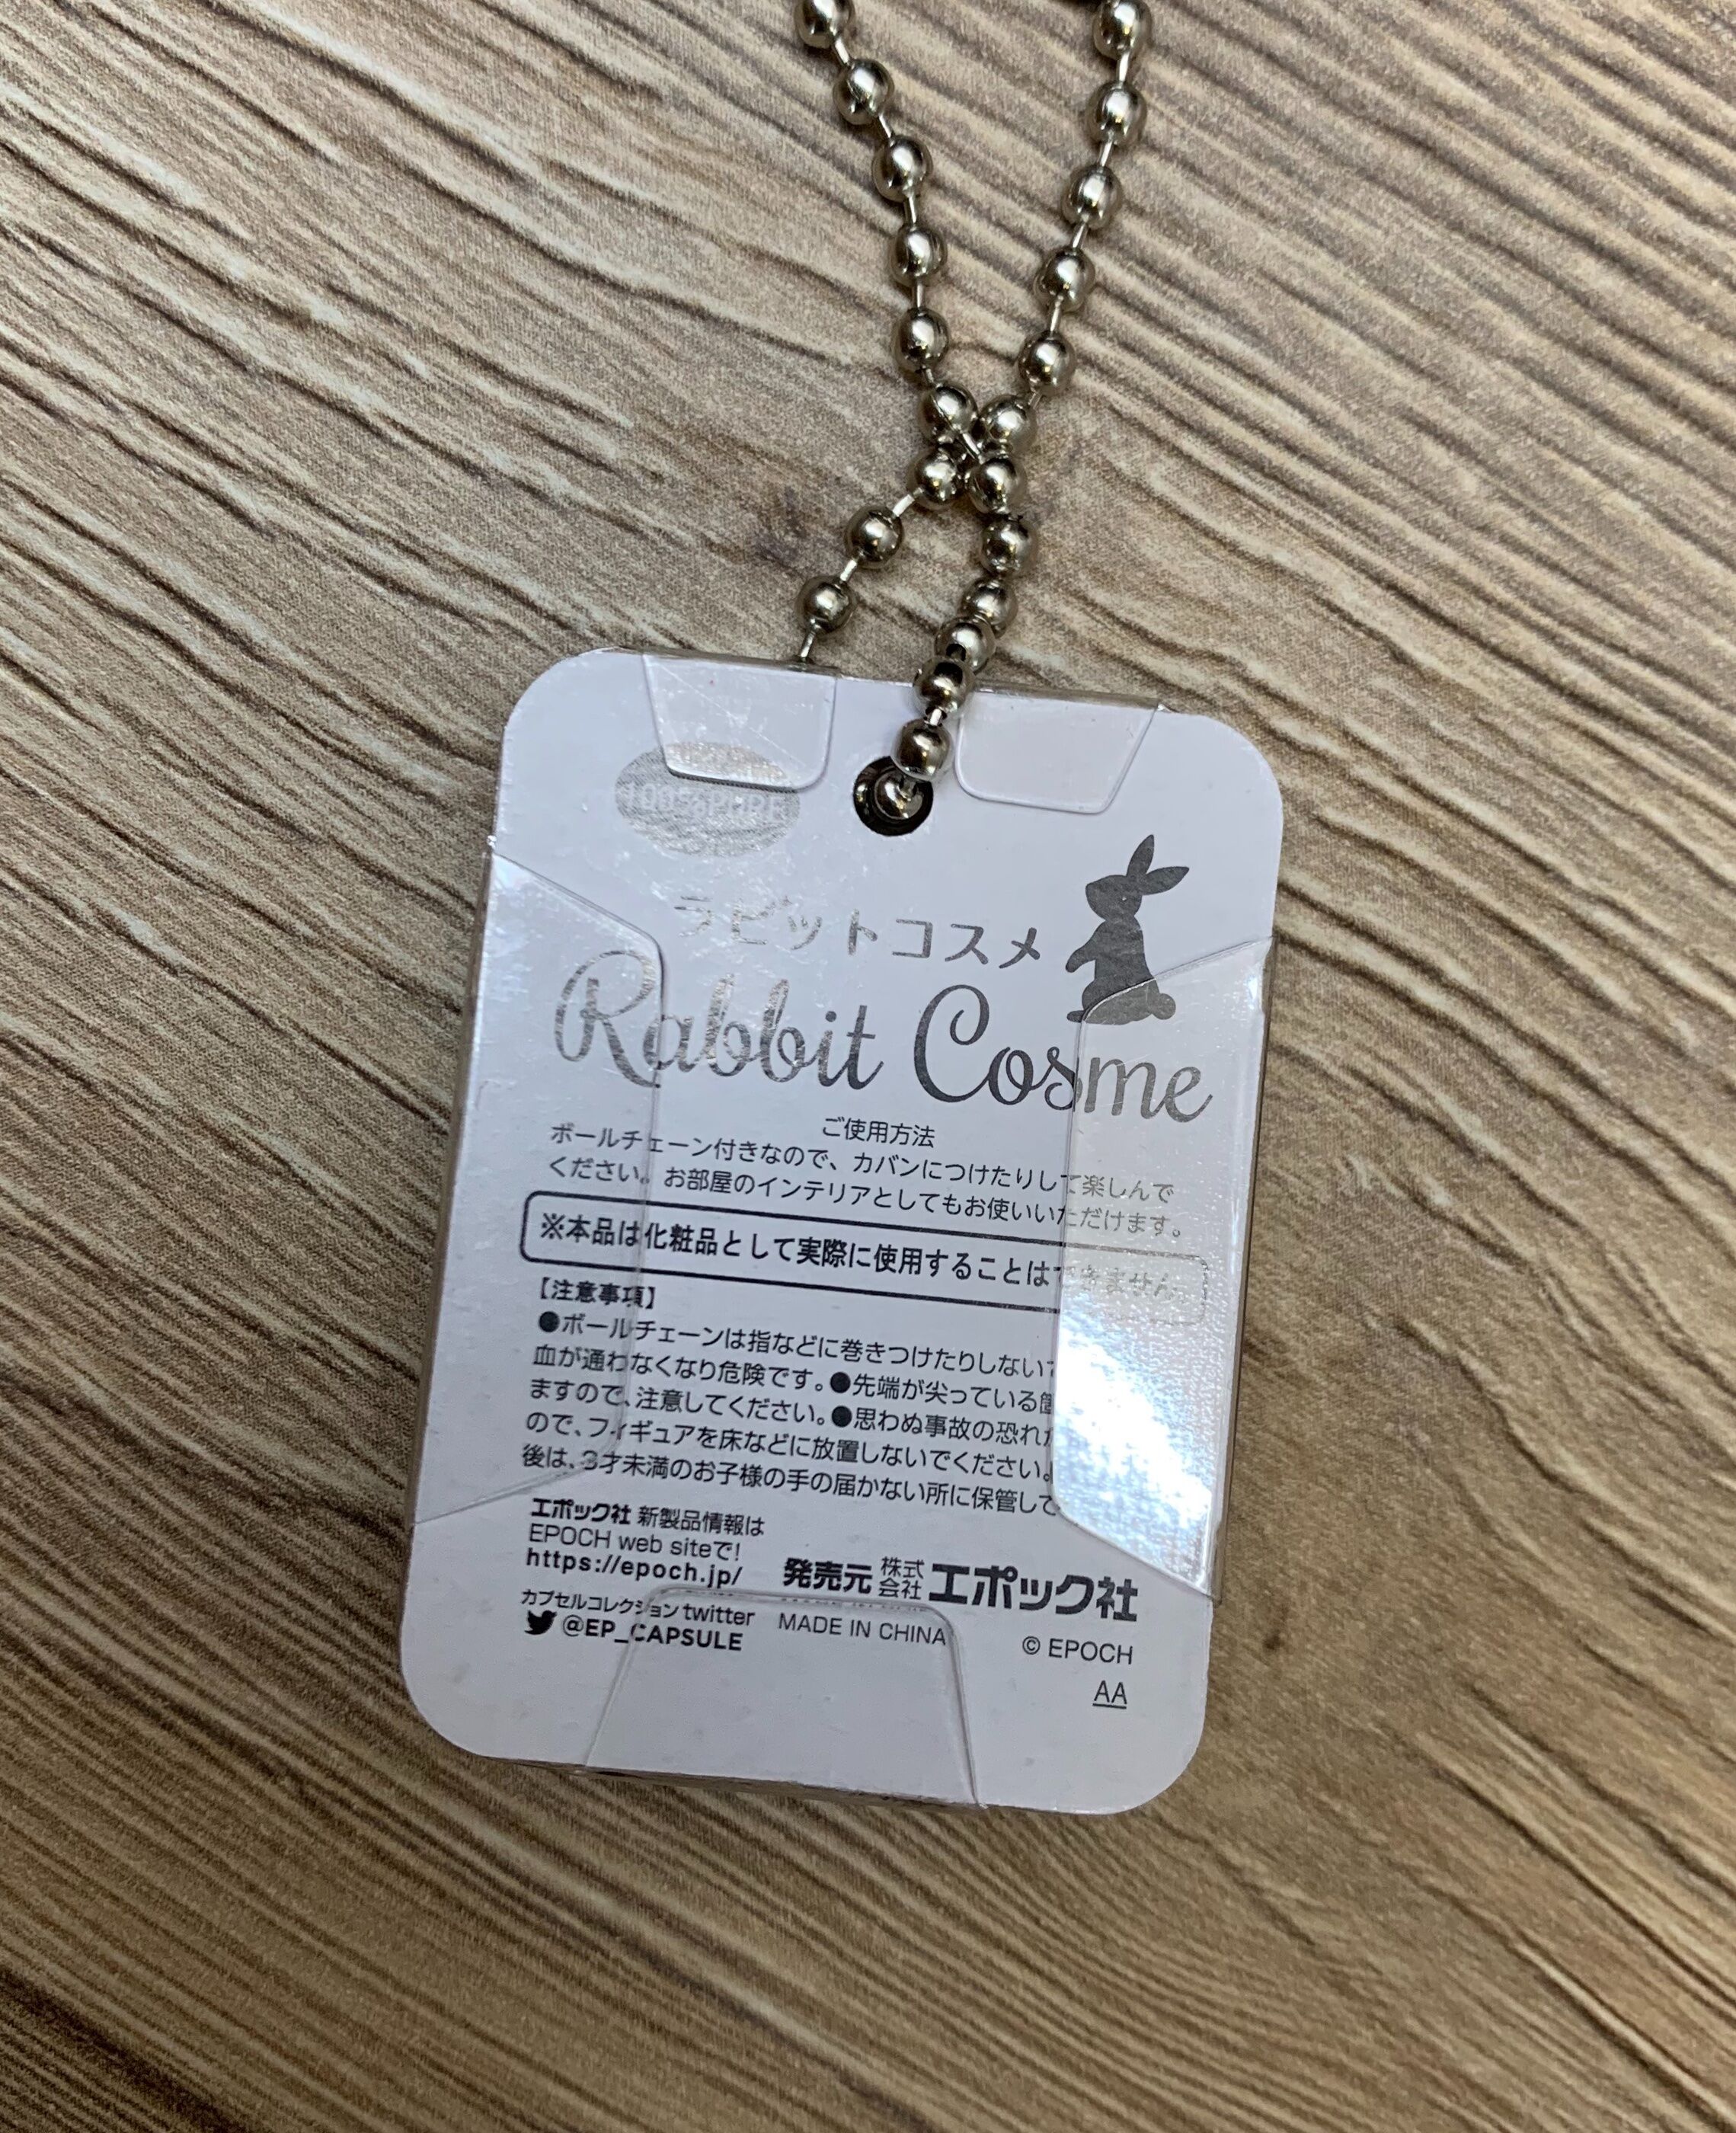 100%PURE
ラビットコスメ
Rabbit Cosme
ご使用方法
ボールチェーン付きなので、カバンにつけたりして楽しんで
ください。お部屋のインテリアとしてもお使いいただけます。
※本品は化粧品として実際に使用することはできません。
【注意事項】
●ボールチェーンは指などに巻きつけたりしない
血が通わなくなり危険です。●先端が尖っている
ますので、注意してください。●思わぬ事故の恐れ
ので、フィギュアを床などに放置しないでください。
後は、3才未満のお子様の手の届かない所に保管して
エポック社 新製品情報は
EPOCH web siteで!
https://epoch.jp/
カプセルコレクションtwitter
@EP_CAPSULE
発売元 株式会社 エポック社
MADE IN CHINA
© EPOCH
AA